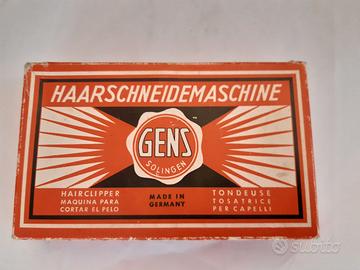 HAARSCHNEIDEMASCHINE
GENS
SOLINGEN
HAIRCLIPPER
MAQUINA PARA
CORTAR EL PELO
MADE IN
GERMANY
TONDEUSE
TOSATRICE
PER CAPELLI
subito